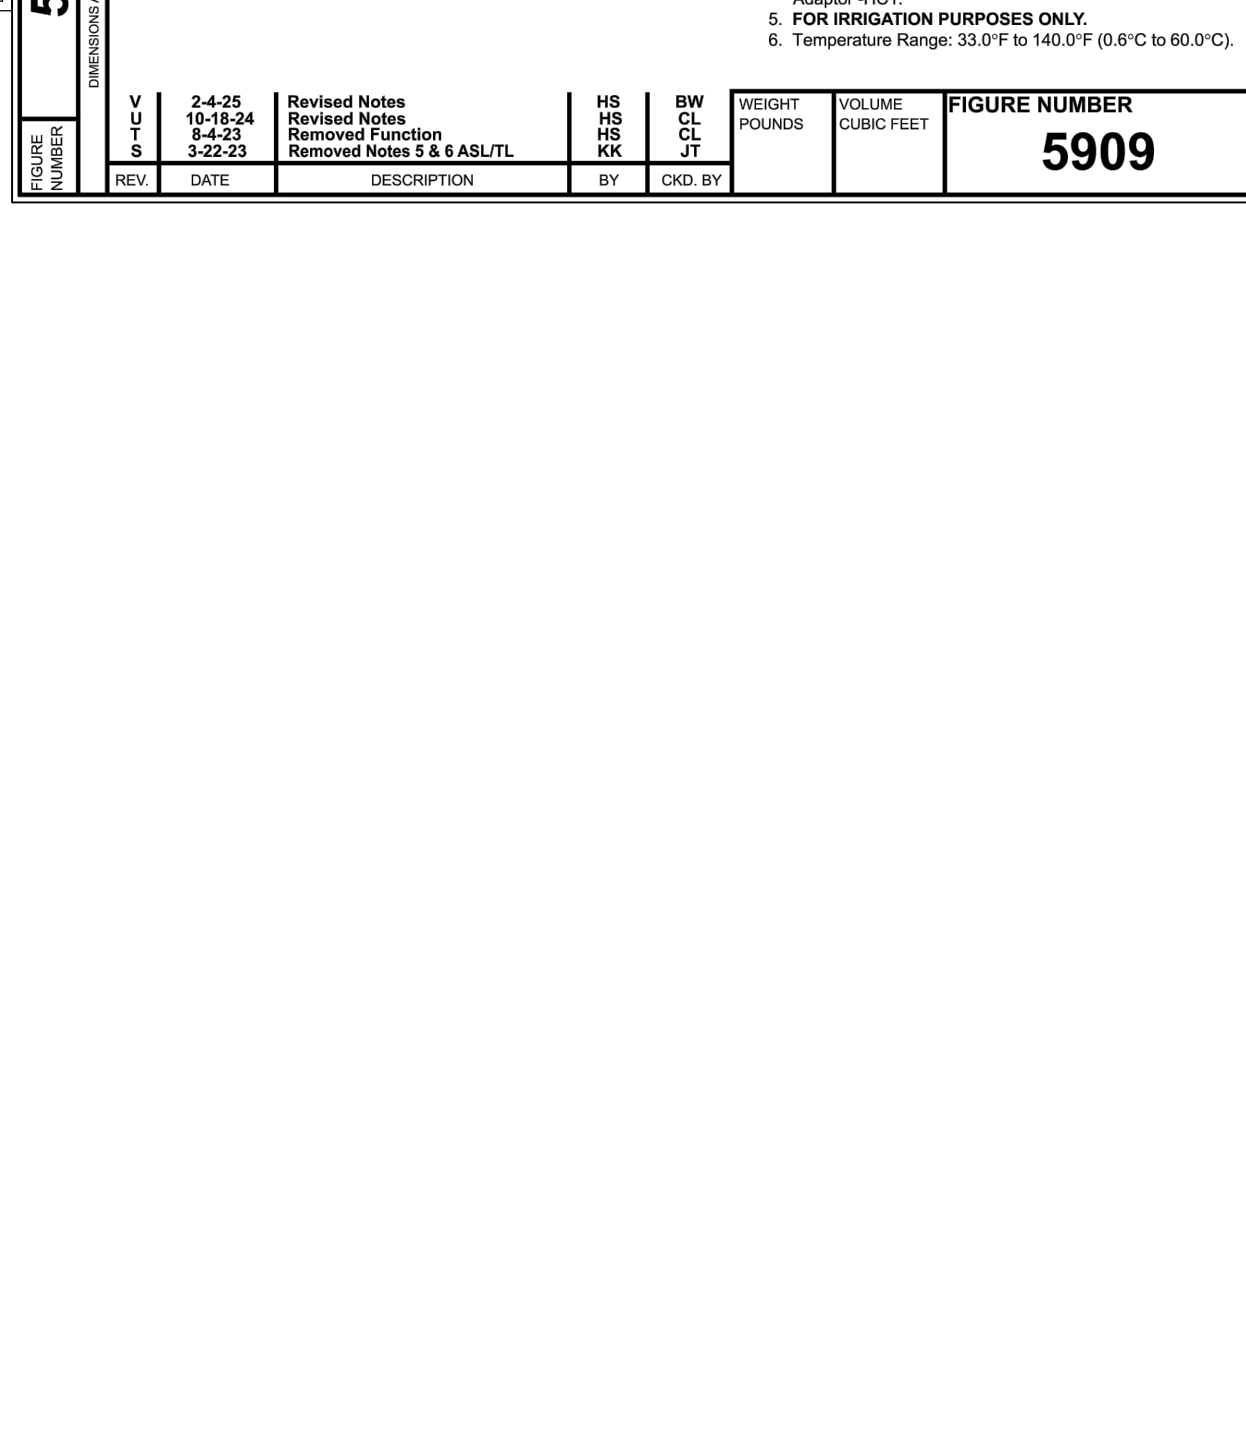 5. FOR IRRIGATION PURPOSES ONLY.
6. Temperature Range: 33.0°F to 140.0°F (0.6°C to 60.0°C).
5
DIMENSIONS
FIGURE
NUMBER
V 2-4-25 Revised Notes HS BW
U 10-18-24 Revised Notes HS CL
T 8-4-23 Removed Function HS CL
S 3-22-23 Removed Notes 5 & 6 ASL/TL KK JT
REV. DATE DESCRIPTION BY CKD. BY
WEIGHT
POUNDS
VOLUME
CUBIC FEET
FIGURE NUMBER
5909